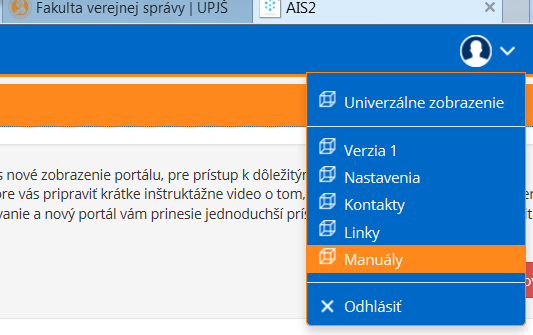 Fakulta verejnej správy | UPJŠ
AIS2
Univerzálne zobrazenie
Verzia 1
Nastavenia
Kontakty
Linky
Manuály
Odhlásiť
s nové zobrazenie portálu, pre prístup k dôležitým
pre vás pripraviť krátke inštruktážne video o tom,
vanie a nový portál vám prinesie jednoduchší